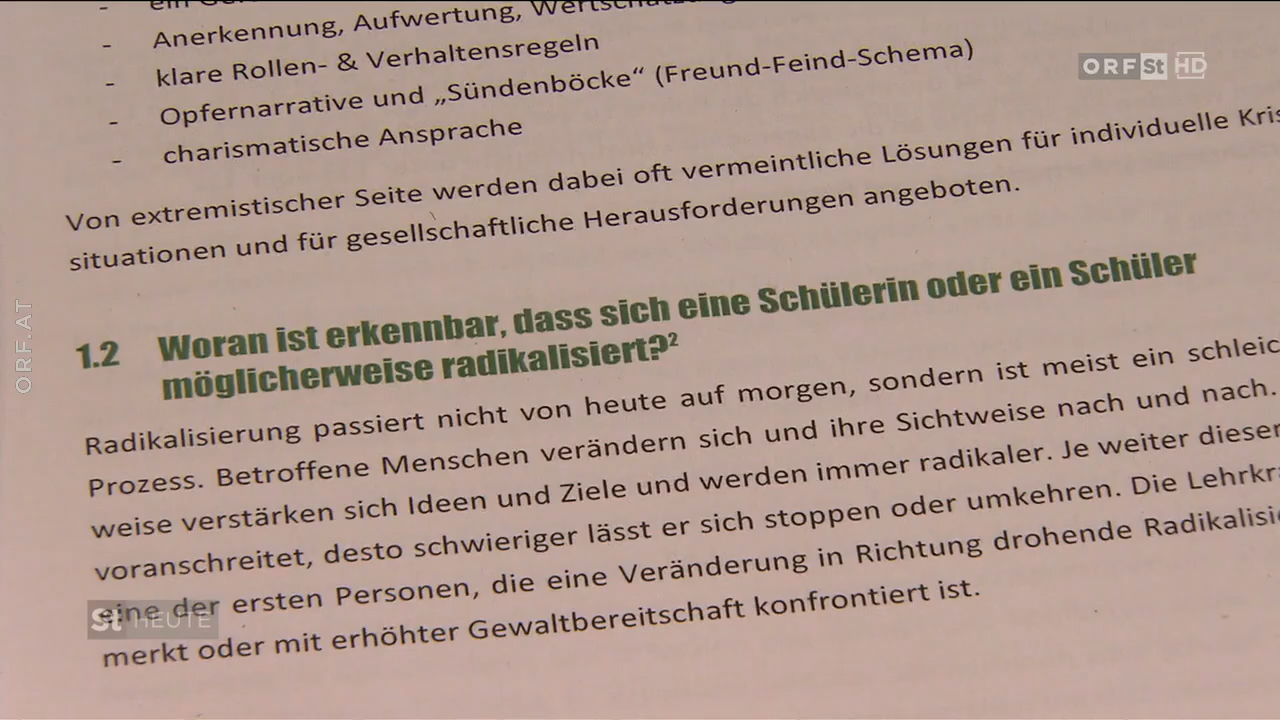 - Anerkennung, Aufwertung,
- klare Rollen- & Verhaltensregeln
- Opfernarrative und „Sündenböcke“ (Freund-Feind-Schema)
- charismatische Ansprache
Von extremistischer Seite werden dabei oft vermeintliche Lösungen für individuelle Kris
situationen und für gesellschaftliche Herausforderungen angeboten.
1.2 Woran ist erkennbar, dass sich eine Schülerin oder ein Schüler
möglicherweise radikalisiert?²
Radikalisierung passiert nicht von heute auf morgen, sondern ist meist ein schleic
Prozess. Betroffene Menschen verändern sich und ihre Sichtweise nach und nach.
weise verstärken sich Ideen und Ziele und werden immer radikaler. Je weiter dieser
voranschreitet, desto schwieriger lässt er sich stoppen oder umkehren. Die Lehrkra
eine der ersten Personen, die eine Veränderung in Richtung drohende Radikalisie
merkt oder mit erhöhter Gewaltbereitschaft konfrontiert ist.
ORF St HD
ORF.AT
St HEUTE